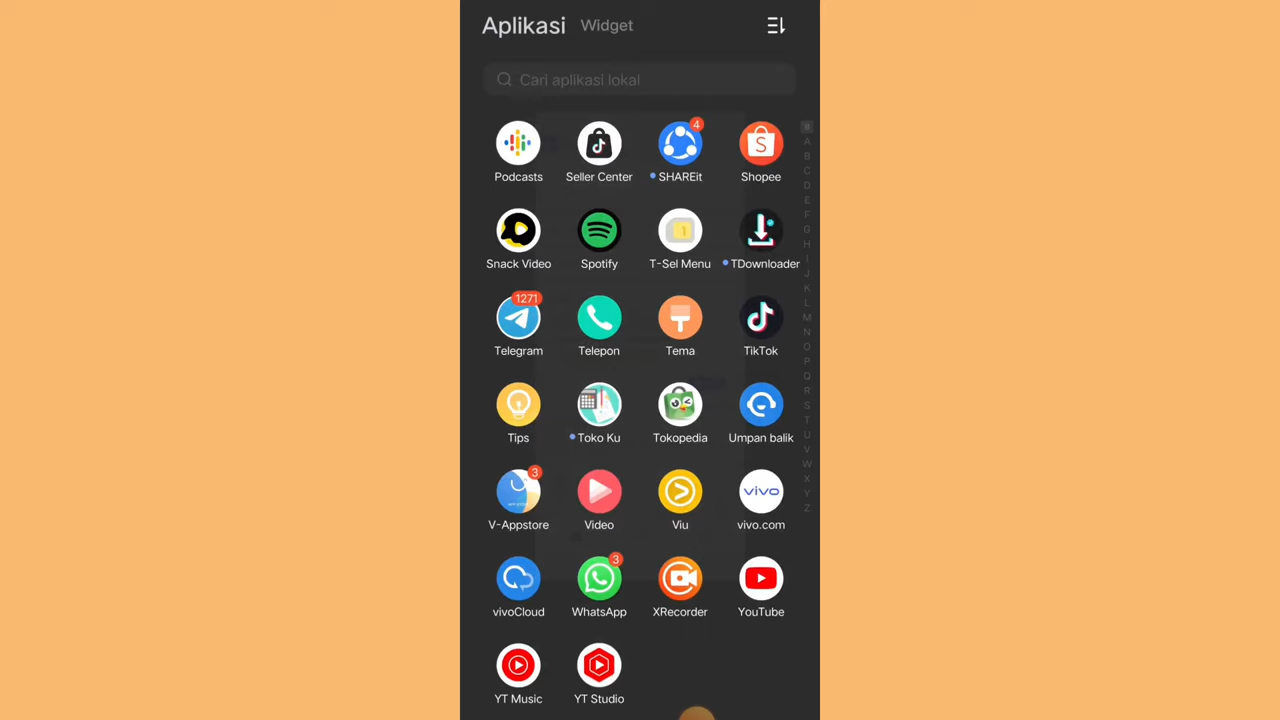 Aplikasi Widget
Cari aplikasi lokal
4
Podcasts Seller Center SHAREit Shopee
Snack Video Spotify T-Sel Menu TDownloader
1271
Telegram Telepon Tema TikTok
Tips Toko Ku Tokopedia Umpan balik
3
vivo
V-Appstore Video Viu vivo.com
3
vivoCloud WhatsApp XRecorder YouTube
YT Music YT Studio
A
B
C
D
E
F
G
H
I
J
K
L
M
N
O
P
Q
R
S
T
U
V
W
X
Y
Z